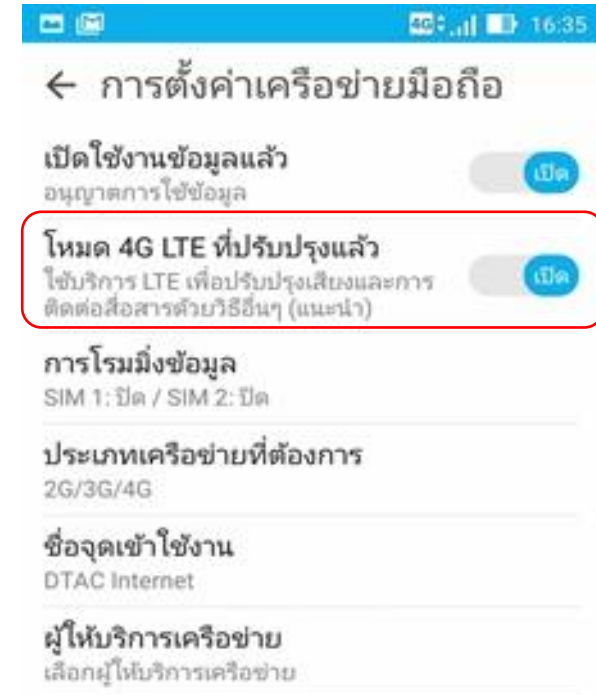 4G 16:35
← การตั้งค่าเครือข่ายมือถือ
เปิดใช้งานข้อมูลแล้ว
อนุญาตการใช้ข้อมูล
เปิด
โหมด 4G LTE ที่ปรับปรุงแล้ว
ใช้บริการ LTE เพื่อปรับปรุงเสียงและการ
ติดต่อสื่อสารด้วยวิธีอื่นๆ (แนะนำ)
เปิด
การโรมมิ่งข้อมูล
SIM 1: ปิด / SIM 2: ปิด
ประเภทเครือข่ายที่ต้องการ
2G/3G/4G
ชื่อจุดเข้าใช้งาน
DTAC Internet
ผู้ให้บริการเครือข่าย
เลือกผู้ให้บริการเครือข่าย